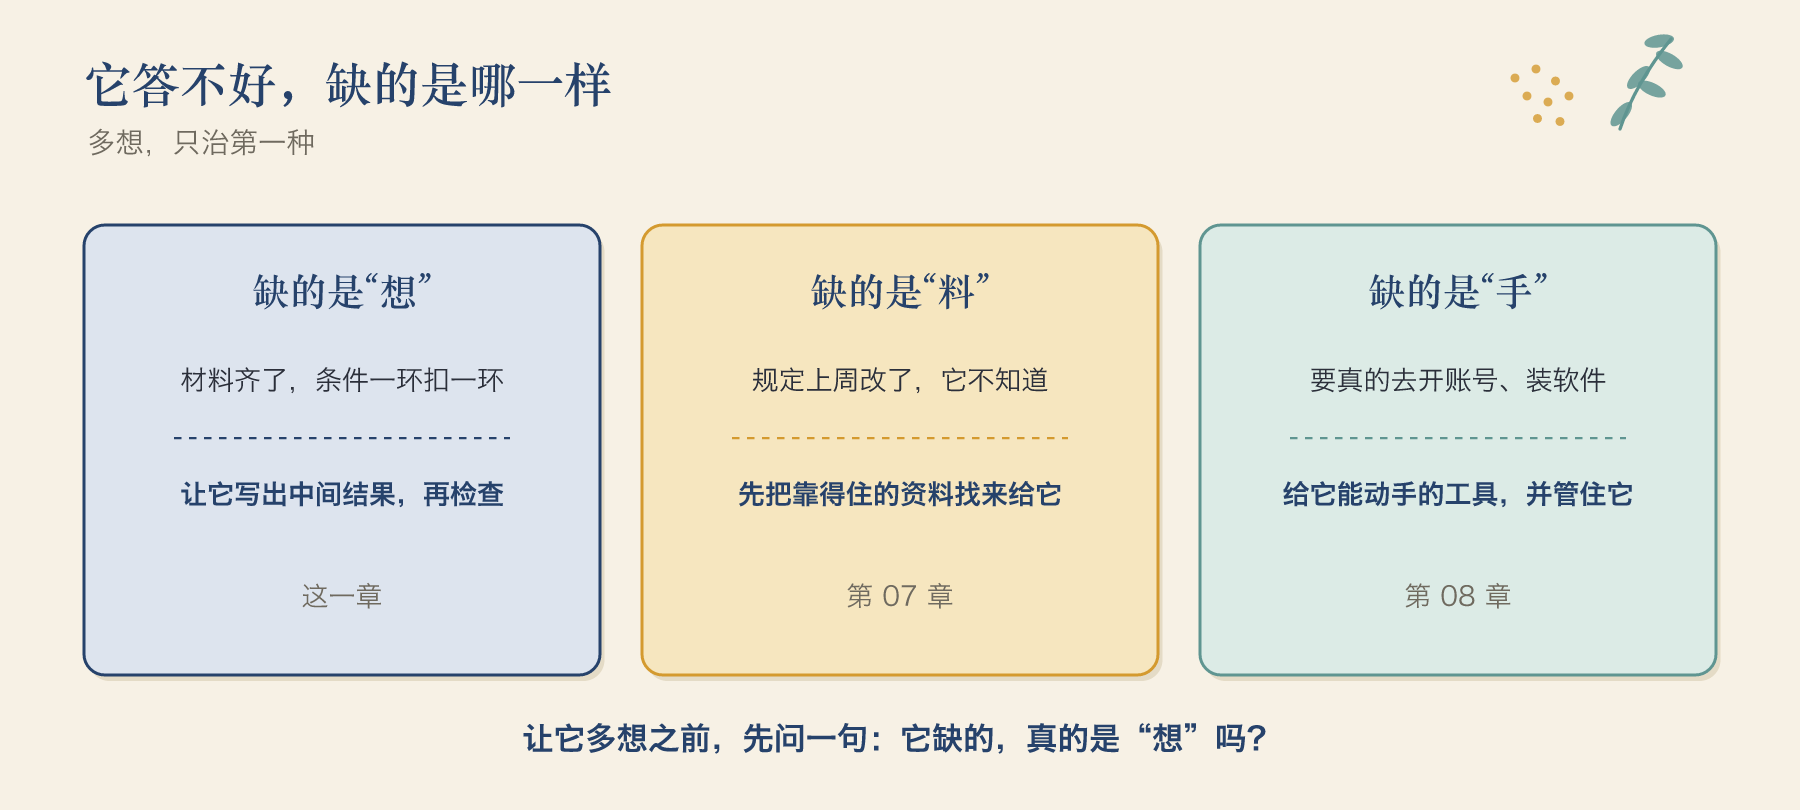 它答不好，缺的是哪一样
多想，只治第一种
缺的是“想”
材料齐了，条件一环扣一环
让它写出中间结果，再检查
这一章
缺的是“料”
规定上周改了，它不知道
先把靠得住的资料找来给它
第 07 章
缺的是“手”
要真的去开账号、装软件
给它能动手的工具，并管住它
第 08 章
让它多想之前，先问一句：它缺的，真的是“想”吗？